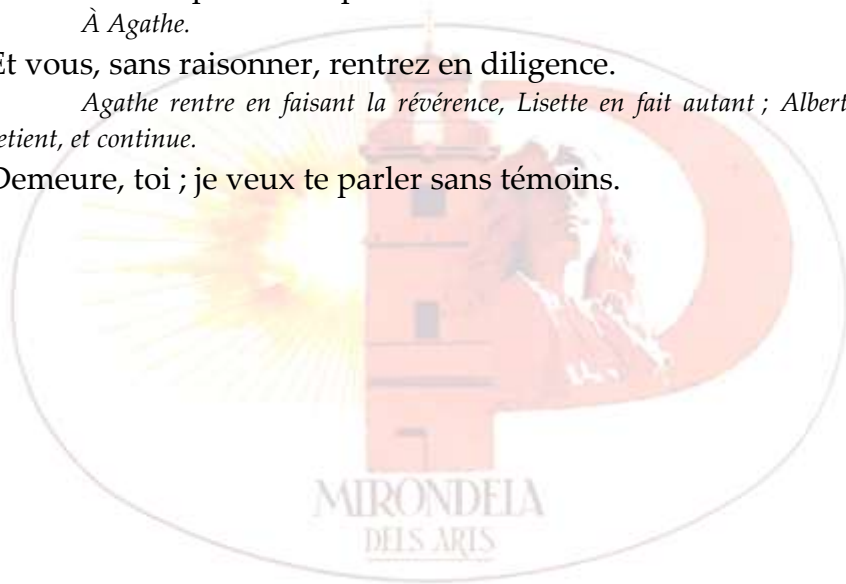 À Agathe.
Et vous, sans raisonner, rentrez en diligence.
Agathe rentre en faisant la révérence, Lisette en fait autant ; Albert
etient, et continue.
Demeure, toi ; je veux te parler sans témoins.
MIRONDELA
DELS ARTS